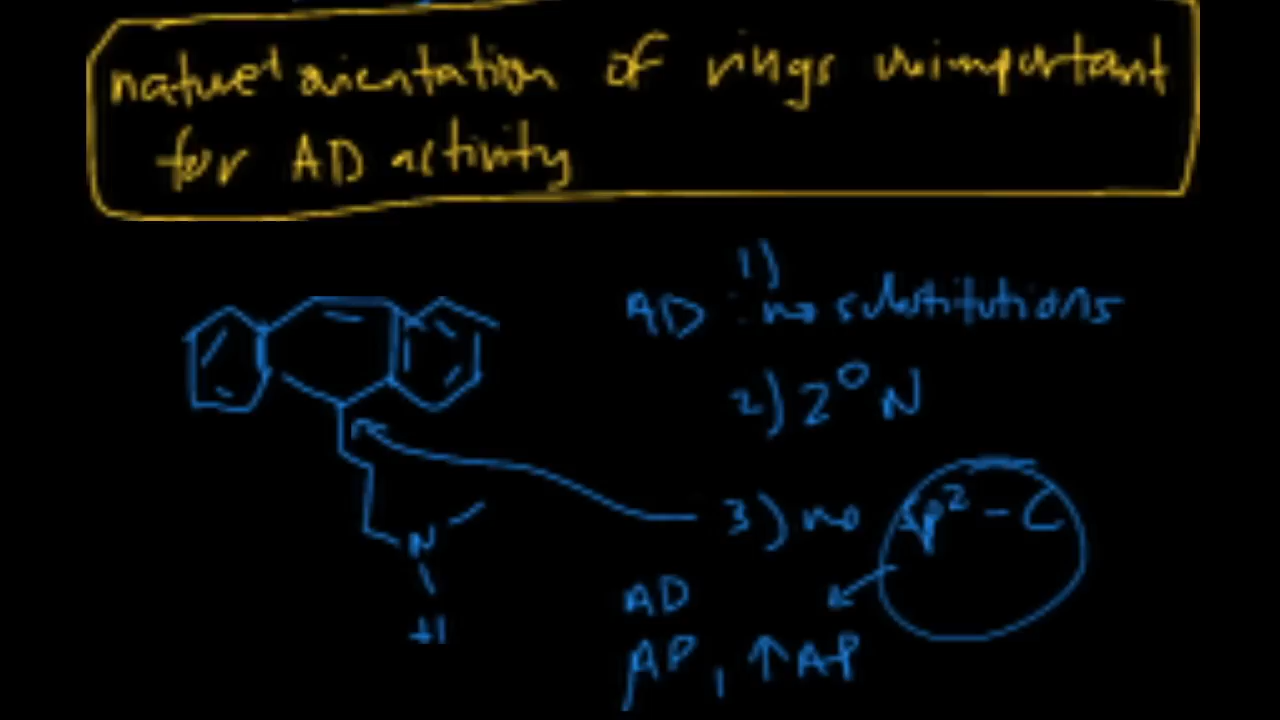 nature + orientation of rings unimportant
for AD activity
AD : 1) no substitutions
2) 2° N
3) no sp² - C
AD
AP, ↑AP
N
H